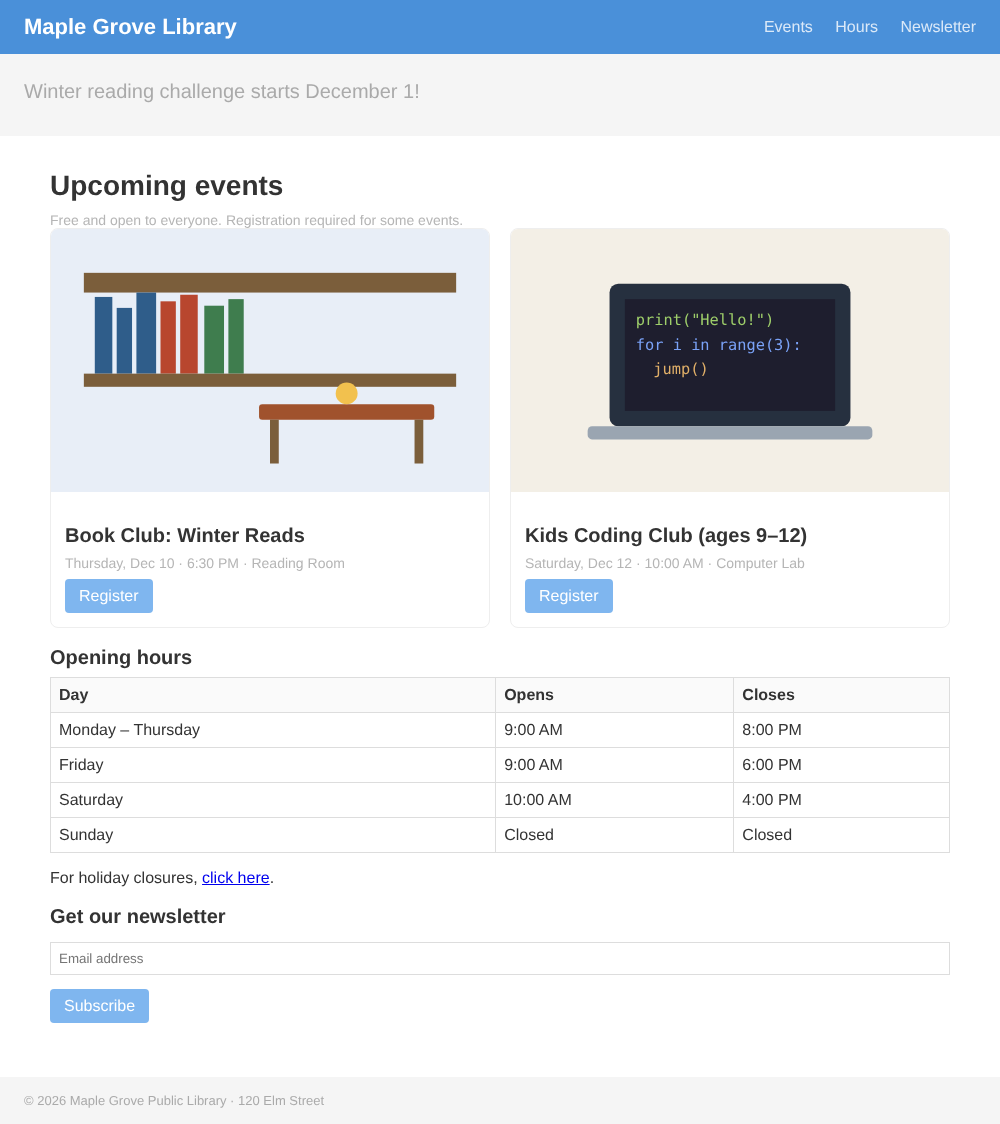 Maple Grove Library
Events Hours Newsletter
Winter reading challenge starts December 1!
Upcoming events
Free and open to everyone. Registration required for some events.
print("Hello!")
for i in range(3):
jump()
Book Club: Winter Reads
Thursday, Dec 10 · 6:30 PM · Reading Room
Register
Kids Coding Club (ages 9–12)
Saturday, Dec 12 · 10:00 AM · Computer Lab
Register
Opening hours
Day Opens Closes
Monday – Thursday 9:00 AM 8:00 PM
Friday 9:00 AM 6:00 PM
Saturday 10:00 AM 4:00 PM
Sunday Closed Closed
For holiday closures, click here.
Get our newsletter
Email address
Subscribe
© 2026 Maple Grove Public Library · 120 Elm Street